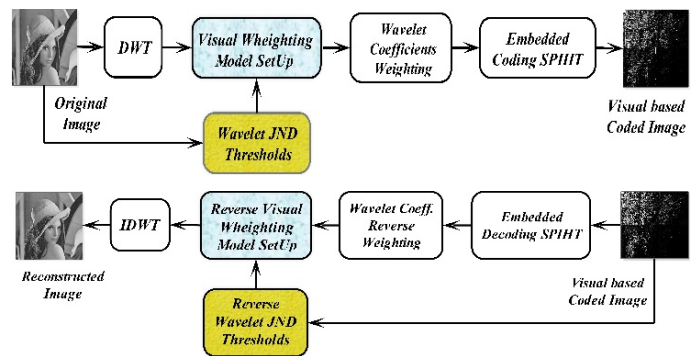 DWT
Visual Wheighting
Model SetUp
Wavelet
Coefficients
Weighting
Embedded
Coding SPIHT
Original
Image
Wavelet JND
Thresholds
Visual based
Coded Image
IDWT
Reverse Visual
Wheighting
Model SetUp
Wavelet Coeff.
Reverse
Weighting
Embedded
Decoding SPIHT
Reconstructed
Image
Reverse
Wavelet JND
Thresholds
Visual based
Coded Image